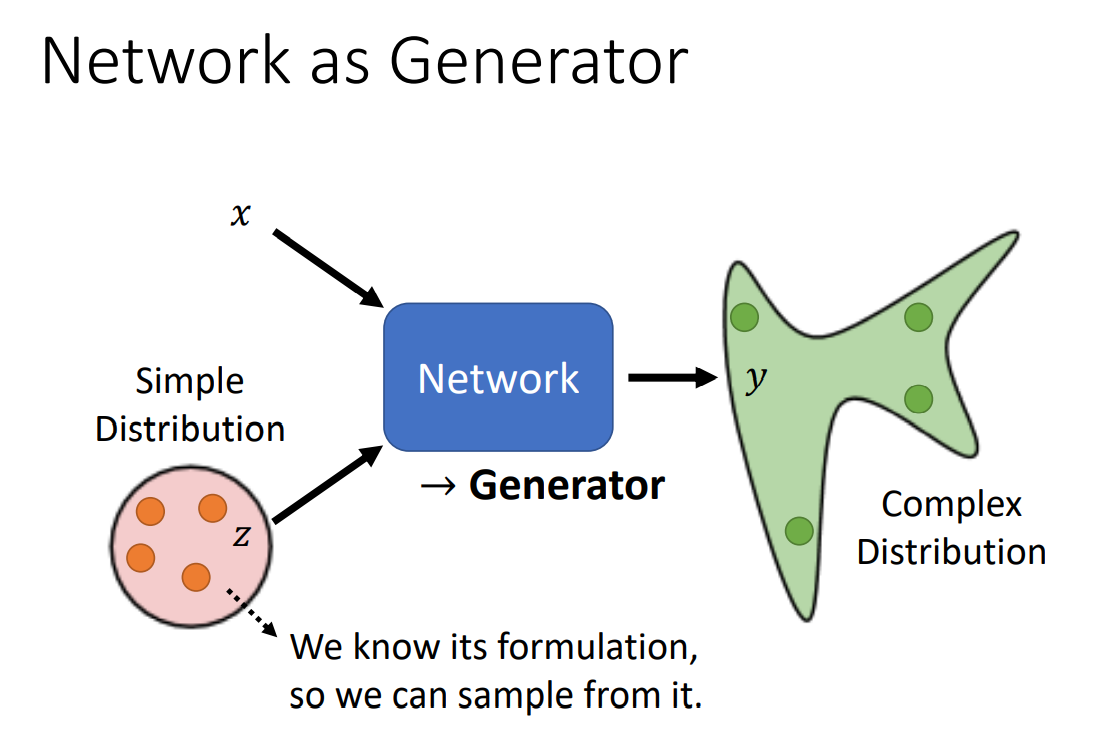 Network as Generator
x
Simple
Distribution
z
Network
→ Generator
y
Complex
Distribution
We know its formulation,
so we can sample from it.